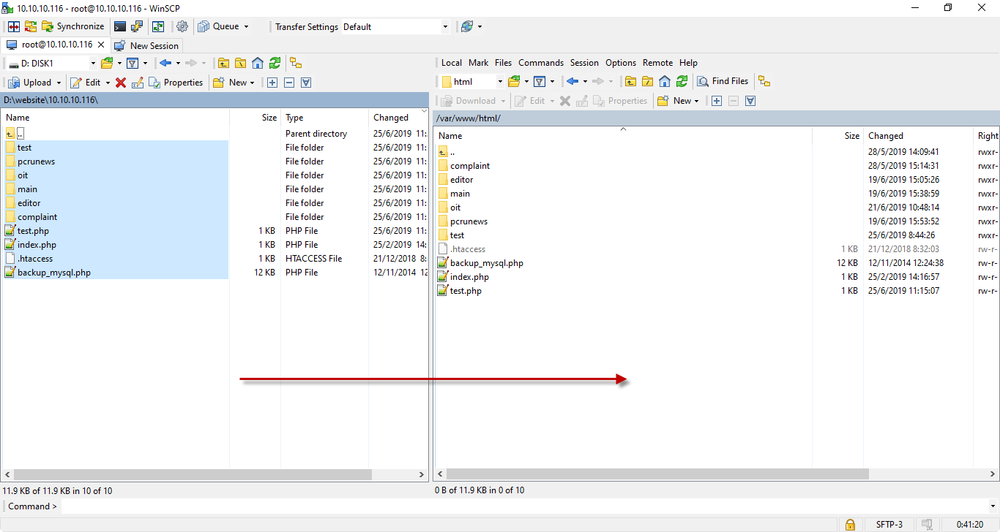 10.10.10.116 - root@10.10.10.116 - WinSCP
Synchronize Queue Transfer Settings Default
root@10.10.10.116 New Session
D: DISK1
Upload Edit Properties New
D:\website\10.10.10.116\
Name Size Type Changed
.. Parent directory 25/6/2019 11:
test File folder 25/6/2019 11:
pcrunews File folder 25/6/2019 11:
oit File folder 25/6/2019 11:
main File folder 25/6/2019 11:
editor File folder 25/6/2019 11:
complaint File folder 25/6/2019 11:
test.php 1 KB PHP File 25/6/2019 11:
index.php 1 KB PHP File 25/2/2019 14:
.htaccess 1 KB HTACCESS File 21/12/2018 8:
backup_mysql.php 12 KB PHP File 12/11/2014 12
11.9 KB of 11.9 KB in 10 of 10
Local Mark Files Commands Session Options Remote Help
html Find Files
Download Edit Properties New
/var/www/html/
Name Size Changed Right
.. 28/5/2019 14:09:41 rwxr-
complaint 28/5/2019 15:14:31 rwxr-
editor 19/6/2019 15:05:26 rwxr-
main 19/6/2019 15:38:59 rwxr-
oit 21/6/2019 10:48:14 rwxr-
pcrunews 19/6/2019 15:53:52 rwxr-
test 25/6/2019 8:44:26 rwxr-
.htaccess 1 KB 21/12/2018 8:32:03 rw-r-
backup_mysql.php 12 KB 12/11/2014 12:24:38 rw-r-
index.php 1 KB 25/2/2019 14:16:57 rw-r-
test.php 1 KB 25/6/2019 11:15:07 rw-r-
0 B of 11.9 KB in 0 of 10
Command >
SFTP-3 0:41:20